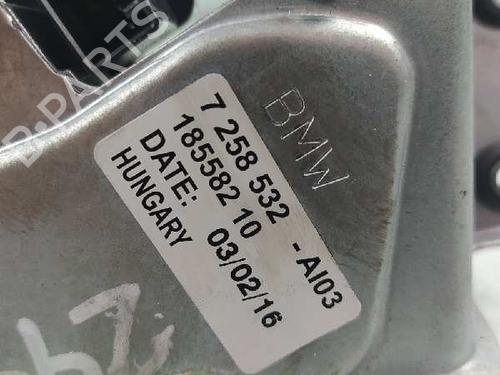 B.PARTS
BMW
7 258 532 -AI03
185582 10
DATE: 03/02/16
HUNGARY